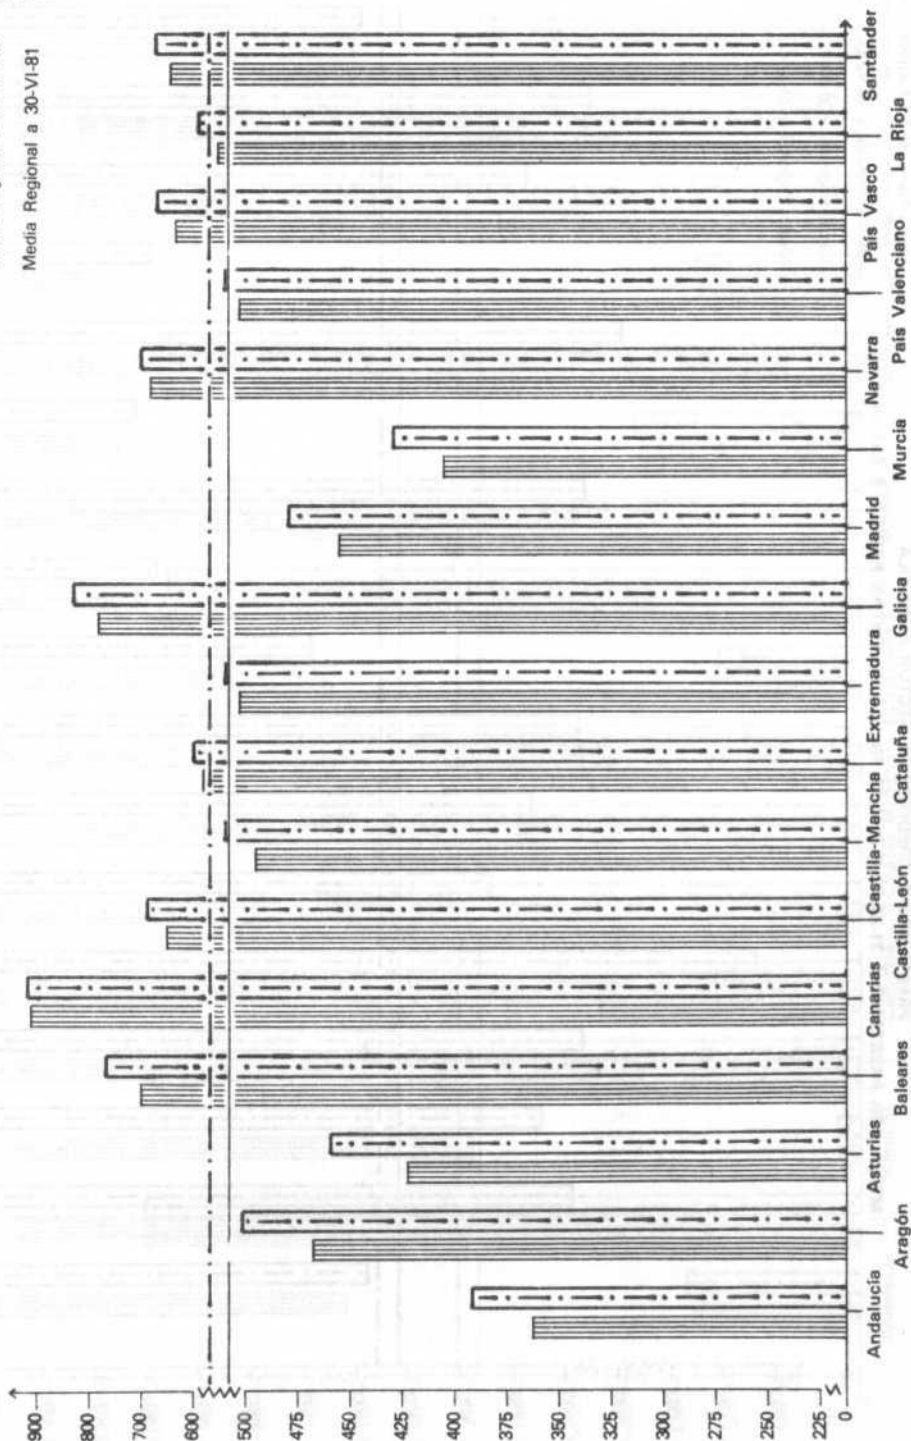 Media Regional a 30-VI-81
900
800
700
600
500
475
450
425
400
375
350
325
300
275
250
225
0
Andalucía
Aragón
Asturias
Baleares
Canarias
Castilla-León
Castilla-Mancha
Cataluña
Extremadura
Galicia
Madrid
Murcia
Navarra
País Valenciano
País Vasco
La Rioja
Santander